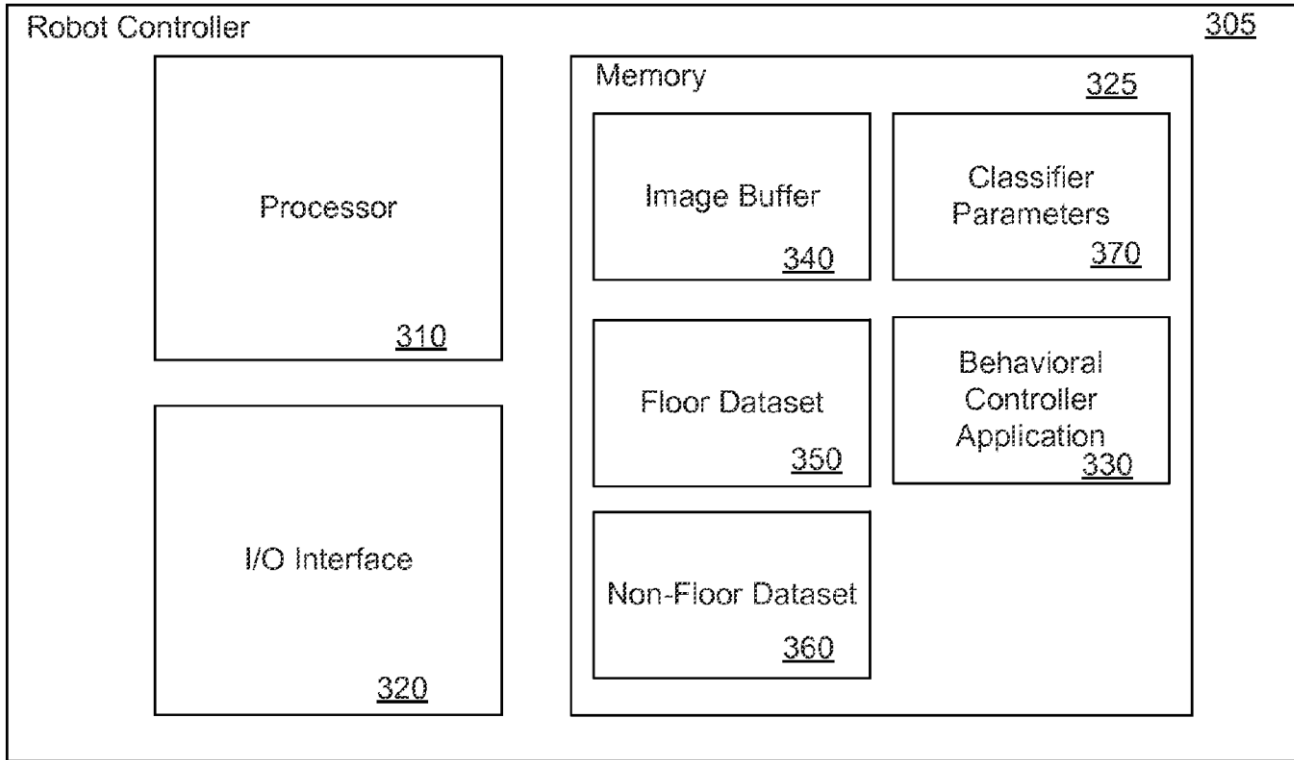 Robot Controller
305
Processor
310
I/O Interface
320
Memory
325
Image Buffer
340
Classifier
Parameters
370
Floor Dataset
350
Behavioral
Controller
Application
330
Non-Floor Dataset
360